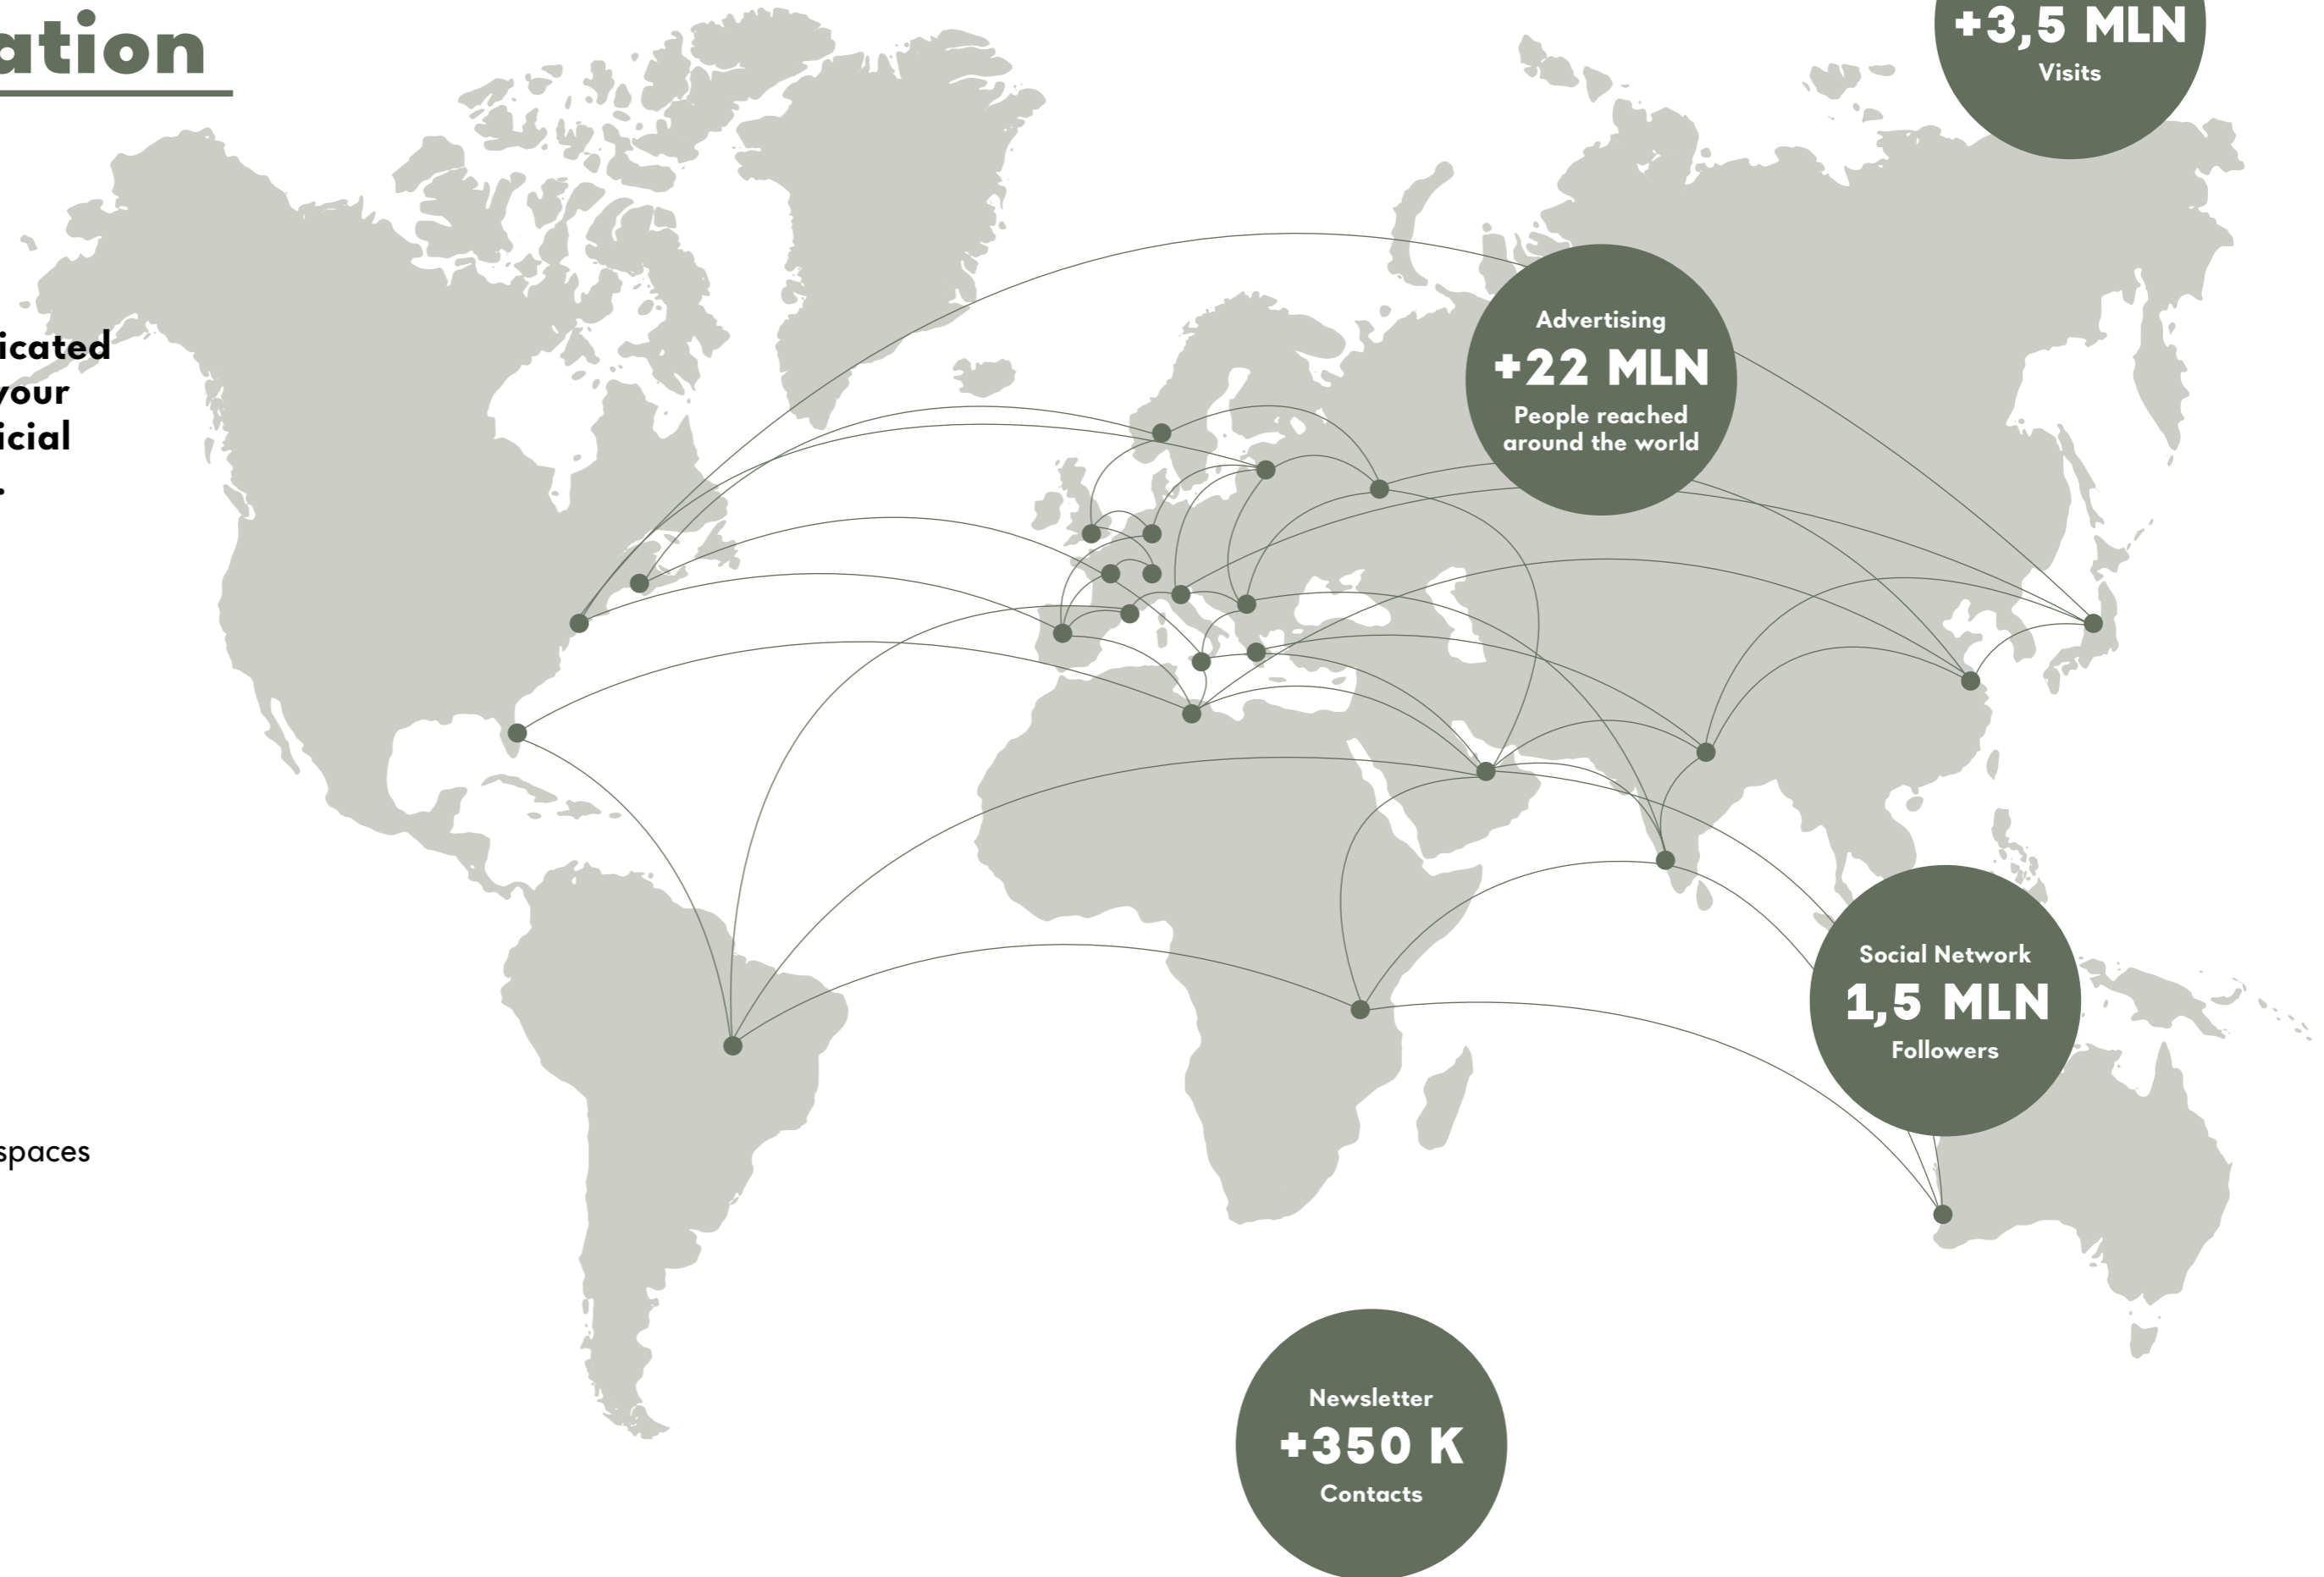 ation
icated
your
icial
.
spaces
+3,5 MLN
Visits
Advertising
+22 MLN
People reached
around the world
Social Network
1,5 MLN
Followers
Newsletter
+350 K
Contacts